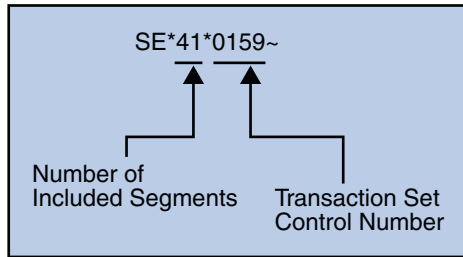 SE*41*0159~
Number of
Included Segments
Transaction Set
Control Number